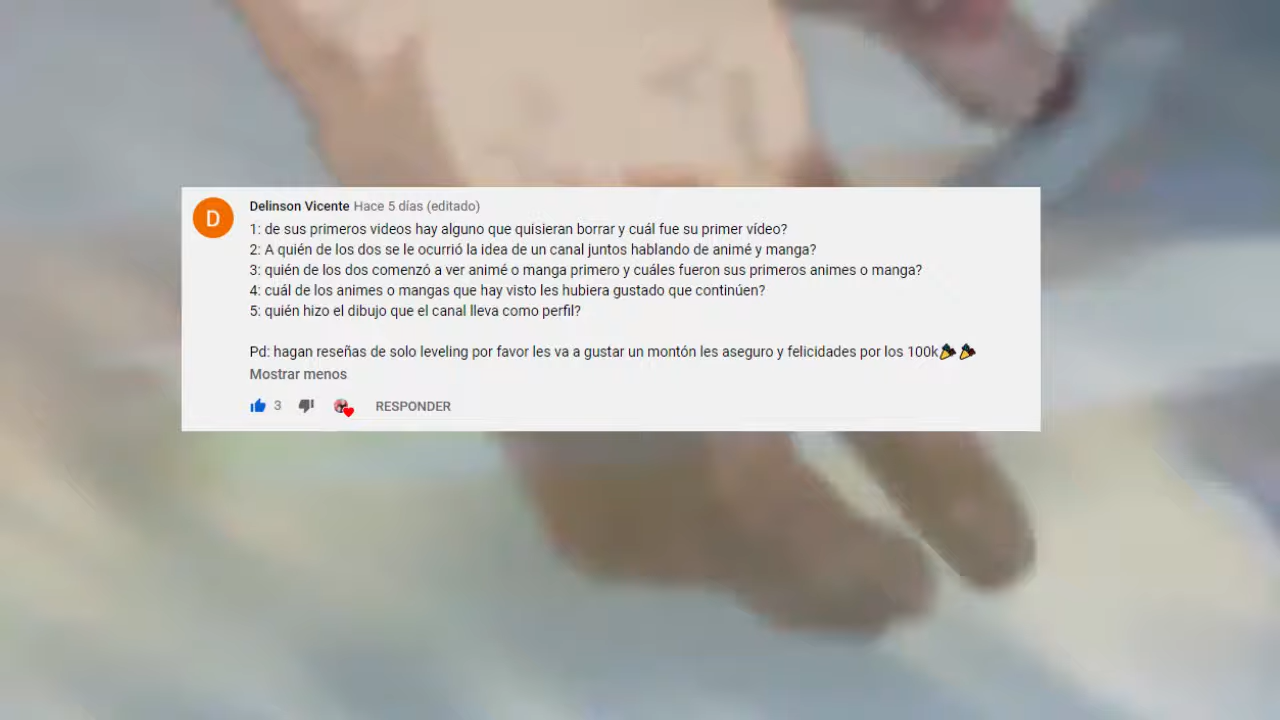 D
Delinson Vicente Hace 5 días (editado)
1: de sus primeros videos hay alguno que quisieran borrar y cuál fue su primer vídeo?
2: A quién de los dos se le ocurrió la idea de un canal juntos hablando de animé y manga?
3: quién de los dos comenzó a ver animé o manga primero y cuáles fueron sus primeros animes o manga?
4: cuál de los animes o mangas que hay visto les hubiera gustado que continúen?
5: quién hizo el dibujo que el canal lleva como perfil?
Pd: hagan reseñas de solo leveling por favor les va a gustar un montón les aseguro y felicidades por los 100k🎉🎉
Mostrar menos
3 RESPONDER